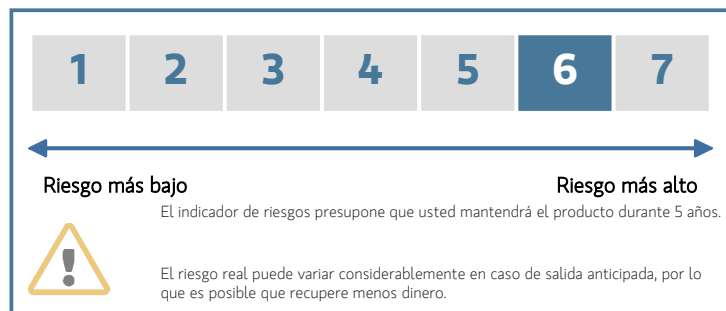 1 2 3 4 5 6 7
Riesgo más bajo Riesgo más alto
El indicador de riesgos presupone que usted mantendrá el producto durante 5 años.
El riesgo real puede variar considerablemente en caso de salida anticipada, por lo
que es posible que recupere menos dinero.